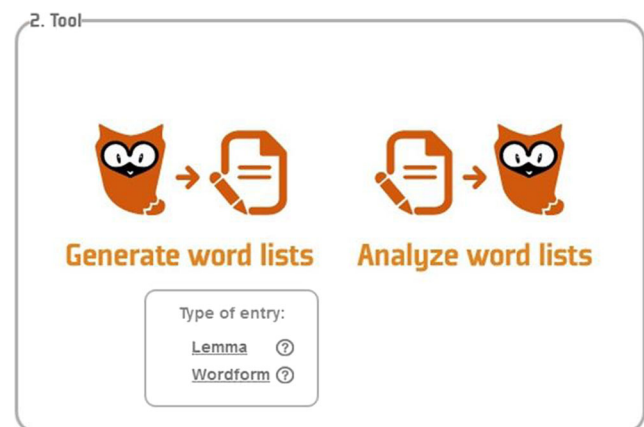 2. Tool
Generate word lists
Analyze word lists
Type of entry:
Lemma ?
Wordform ?